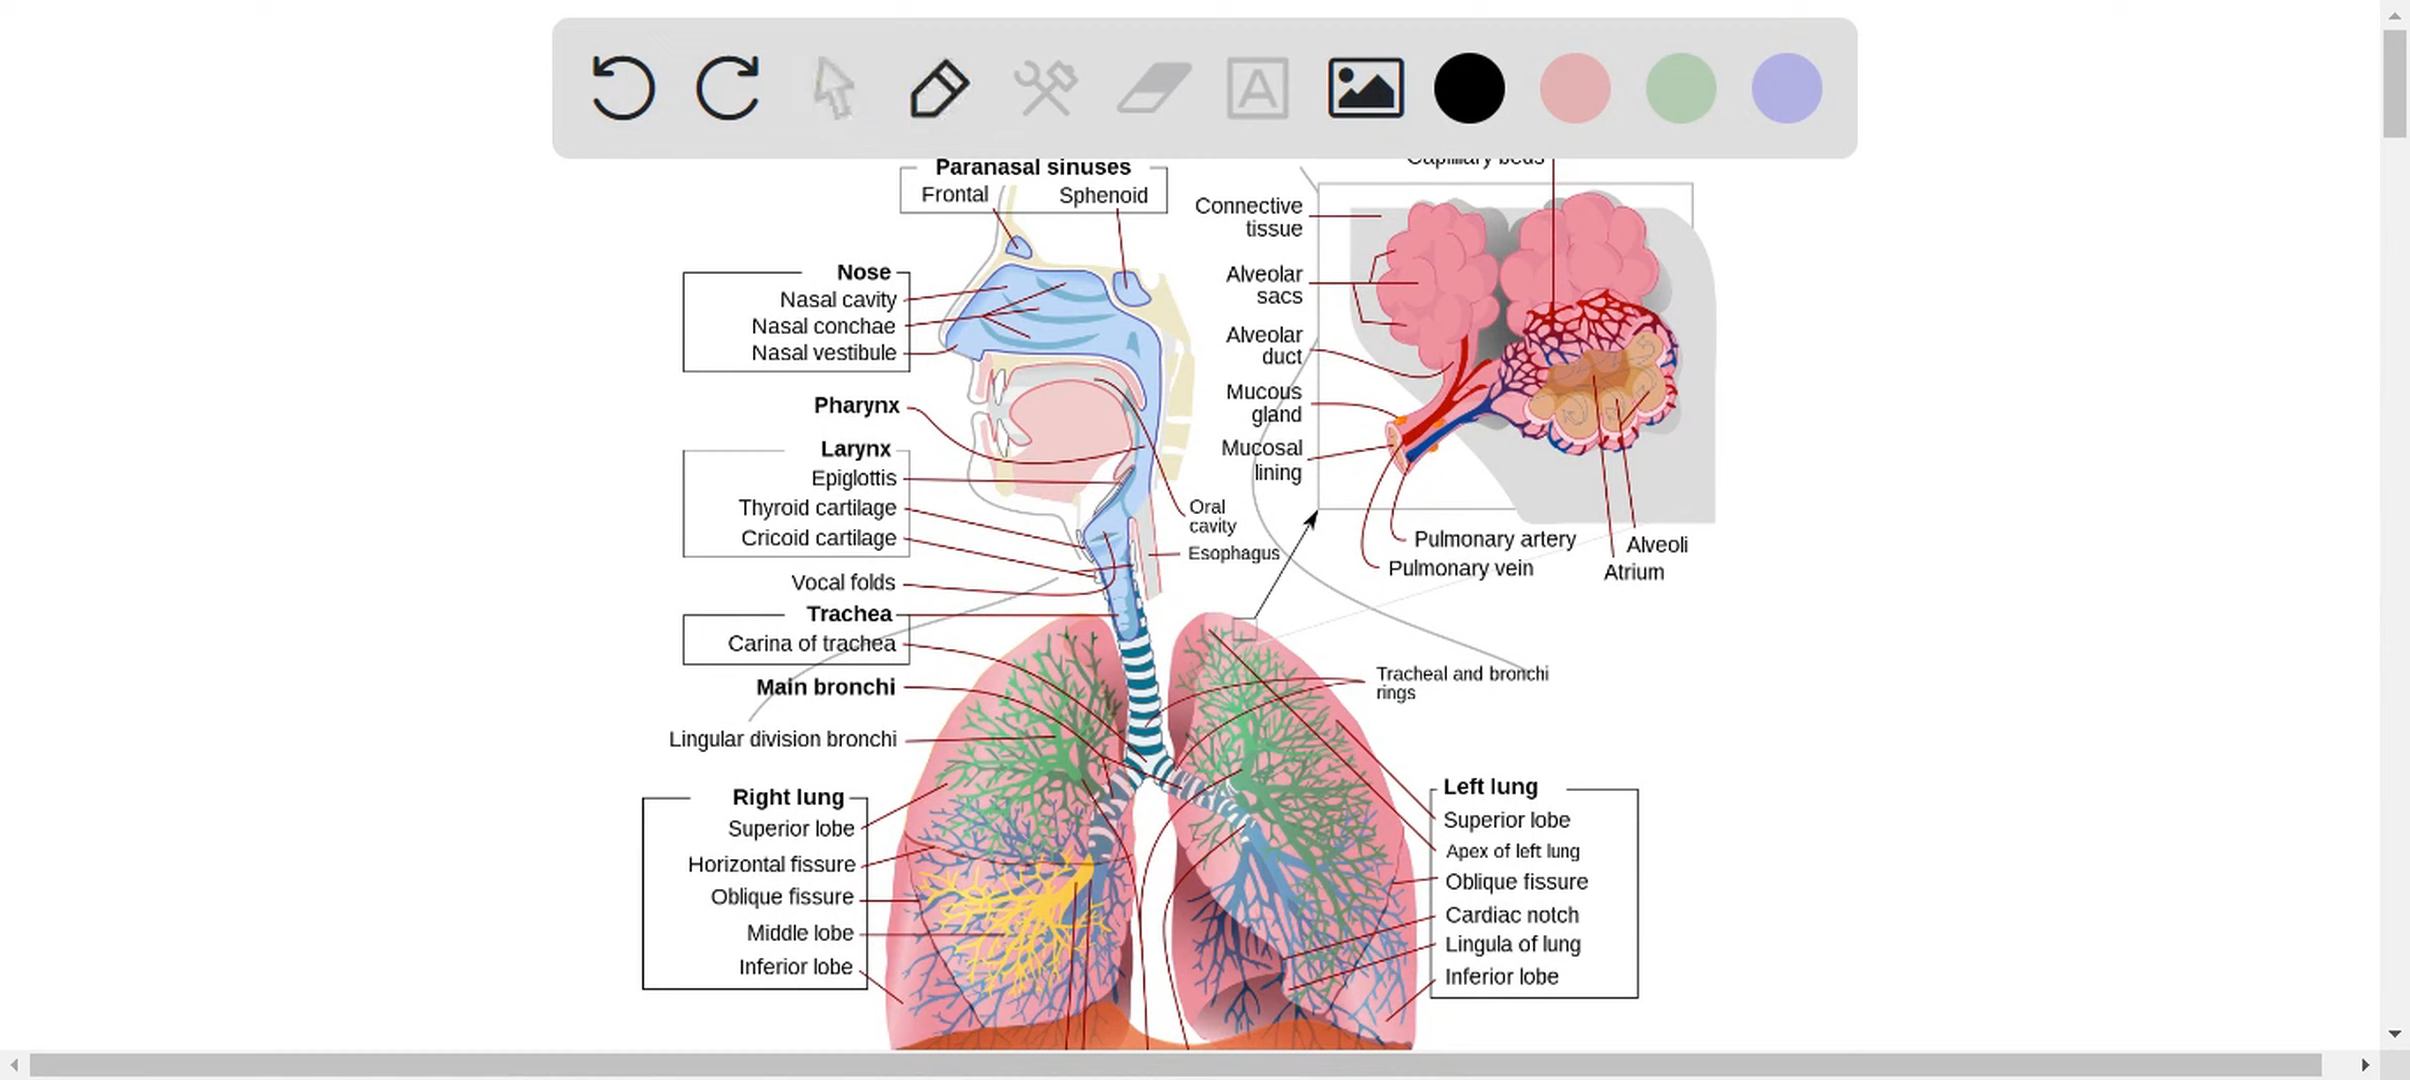 A
Capillary beds
Paranasal sinuses
Frontal
Sphenoid
Nose
Nasal cavity
Nasal conchae
Nasal vestibule
Pharynx
Larynx
Epiglottis
Thyroid cartilage
Cricoid cartilage
Vocal folds
Trachea
Carina of trachea
Main bronchi
Lingular division bronchi
Right lung
Superior lobe
Horizontal fissure
Oblique fissure
Middle lobe
Inferior lobe
Connective
tissue
Alveolar
sacs
Alveolar
duct
Mucous
gland
Mucosal
lining
Oral
cavity
Esophagus
Pulmonary artery
Pulmonary vein
Alveoli
Atrium
Tracheal and bronchi
rings
Left lung
Superior lobe
Apex of left lung
Oblique fissure
Cardiac notch
Lingula of lung
Inferior lobe